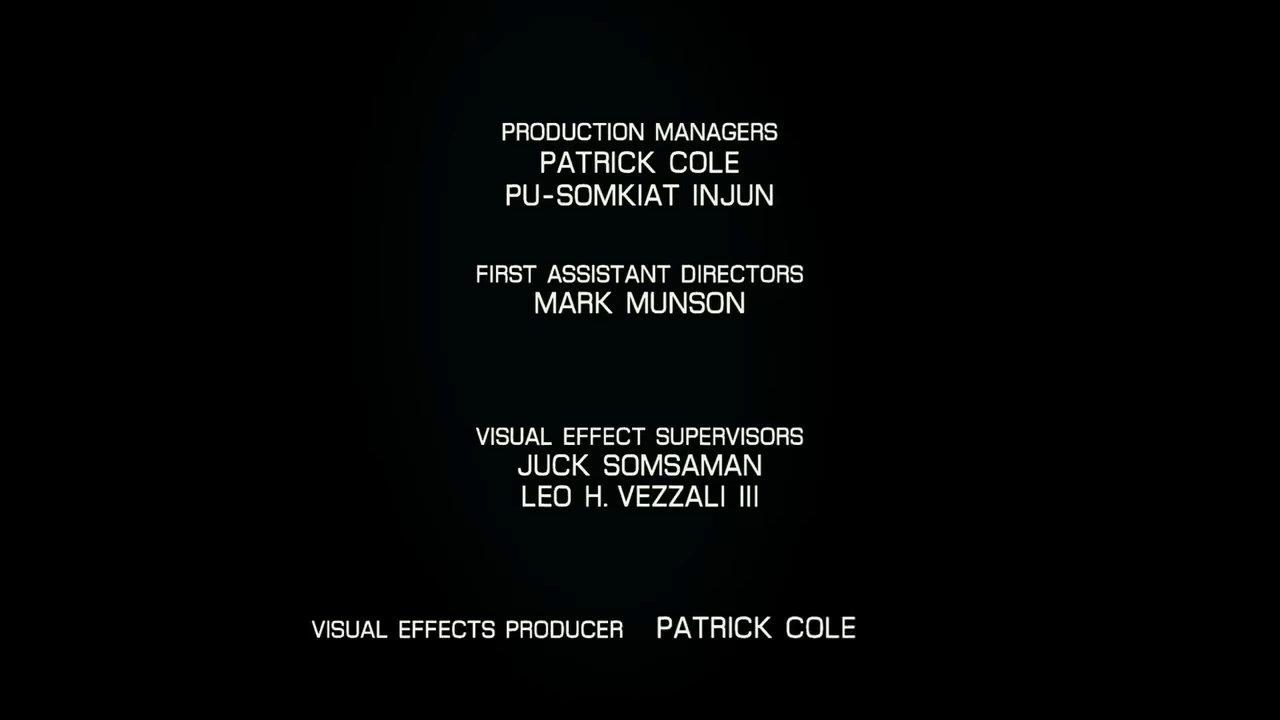 PRODUCTION MANAGERS
PATRICK COLE
PU-SOMKIAT INJUN
FIRST ASSISTANT DIRECTORS
MARK MUNSON
VISUAL EFFECT SUPERVISORS
JUCK SOMSAMAN
LEO H. VEZZALI III
VISUAL EFFECTS PRODUCER PATRICK COLE